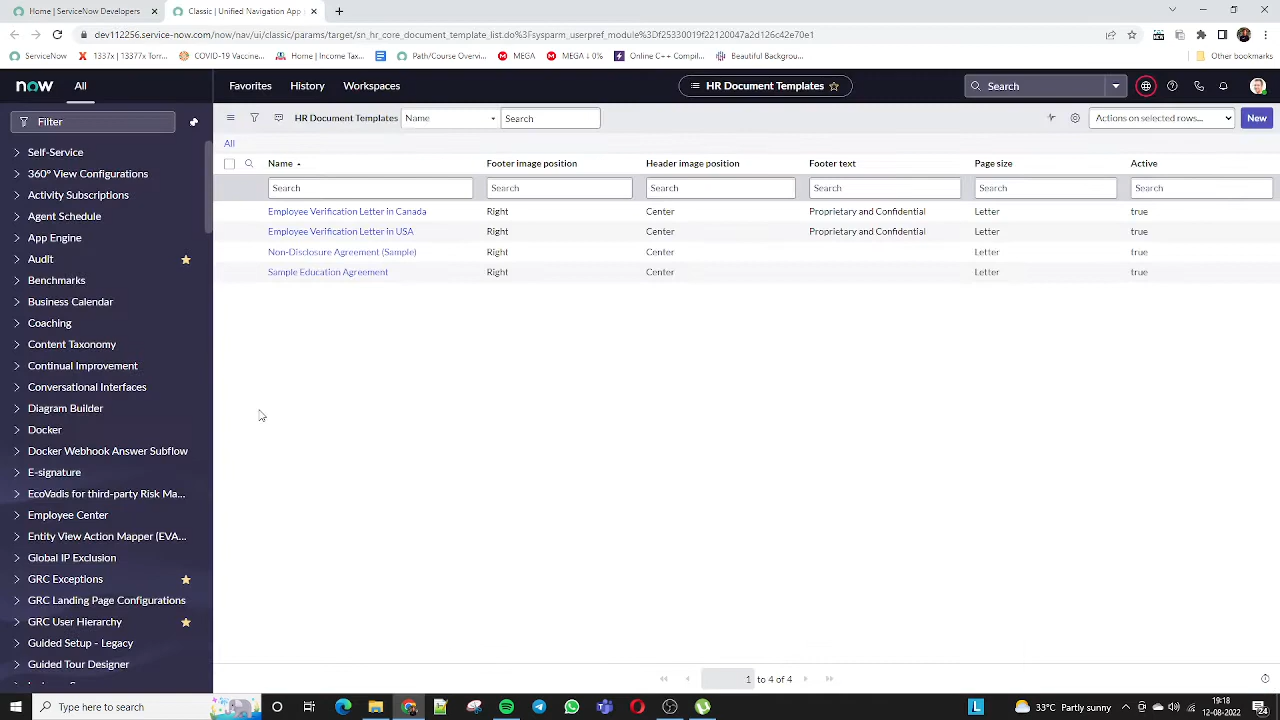 Home | ServiceNow Developers
Classic | Unified Navigation App
dev112256.service-now.com/now/nav/ui/classic/params/target/sn_hr_core_document_template_list.do%3Fsysparm_userpref_module%3Df25330019f22120047a2d126c42e70e1
ServiceNow
1337x | 13377x Torr...
COVID-19 Vaccine...
Home | Income Tax...
Path/Course Overvi...
MEGA
MEGA ↓ 0%
Online C++ Compil...
Beautiful Backgrou...
Other bookmarks
now
All
Favorites
History
Workspaces
HR Document Templates
Search
Filter
HR Document Templates
Name
Search
Actions on selected rows...
New
All
Name
Footer image position
Header image position
Footer text
Page size
Active
Search
Search
Search
Search
Search
Search
Employee Verification Letter in Canada
Right
Center
Proprietary and Confidential
Letter
true
Employee Verification Letter in USA
Right
Center
Proprietary and Confidential
Letter
true
Non-Disclosure Agreement (Sample)
Right
Center
Letter
true
Sample Education Agreement
Right
Center
Letter
true
Self-Service
360° View Configurations
Activity Subscriptions
Agent Schedule
App Engine
Audit
Benchmarks
Business Calendar
Coaching
Content Taxonomy
Continual Improvement
Conversational Interfaces
Diagram Builder
Docker
Docker Webhook Answer Subflow
E-signature
EcoVadis for third-party Risk Ma...
Employee Center
Entity View Action Mapper (EVA...
Global IP Exclusion
GRC Exceptions
GRC Landing Page Configurations
GRC User Hierarchy
Guided Setup - Legacy
Guided Tour Designer
1 to 4 of 4
Type here to search
L
33°C Partly sunny
19:18
12-08-2022